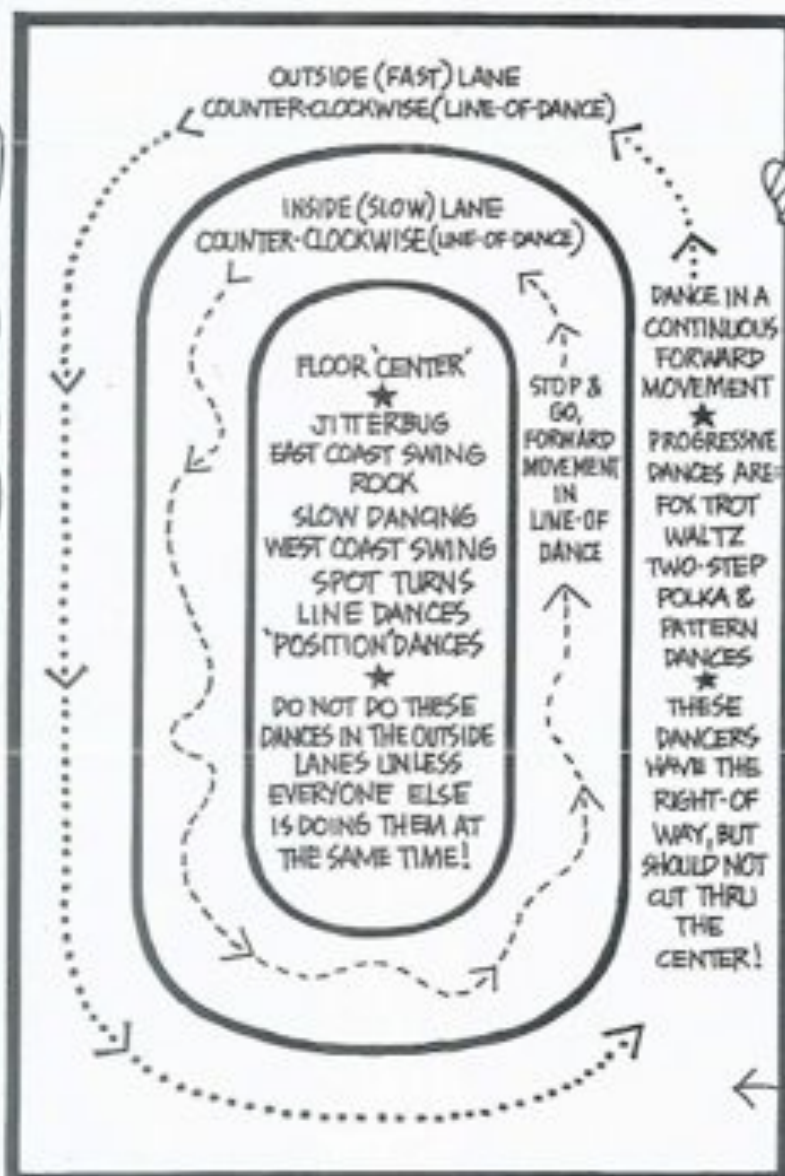 OUTSIDE (FAST) LANE
COUNTER-CLOCKWISE (LINE-OF-DANCE)
INSIDE (SLOW) LANE
COUNTER-CLOCKWISE (LINE-OF-DANCE)
FLOOR 'CENTER'
★
JITTERBUG
EAST COAST SWING
ROCK
SLOW DANCING
WEST COAST SWING
SPOT TURNS
LINE DANCES
'POSITION' DANCES
★
DO NOT DO THESE
DANCES IN THE OUTSIDE
LANES UNLESS
EVERYONE ELSE
IS DOING THEM AT
THE SAME TIME!
STOP &
GO,
FORWARD
MOVEMENT
IN
LINE-OF
DANCE
DANCE IN A
CONTINUOUS
FORWARD
MOVEMENT
★
PROGRESSIVE
DANCES ARE:
FOX TROT
WALTZ
TWO-STEP
POLKA &
PATTERN
DANCES
★
THESE
DANCERS
HAVE THE
RIGHT-OF
WAY, BUT
SHOULD NOT
CUT THRU
THE
CENTER!